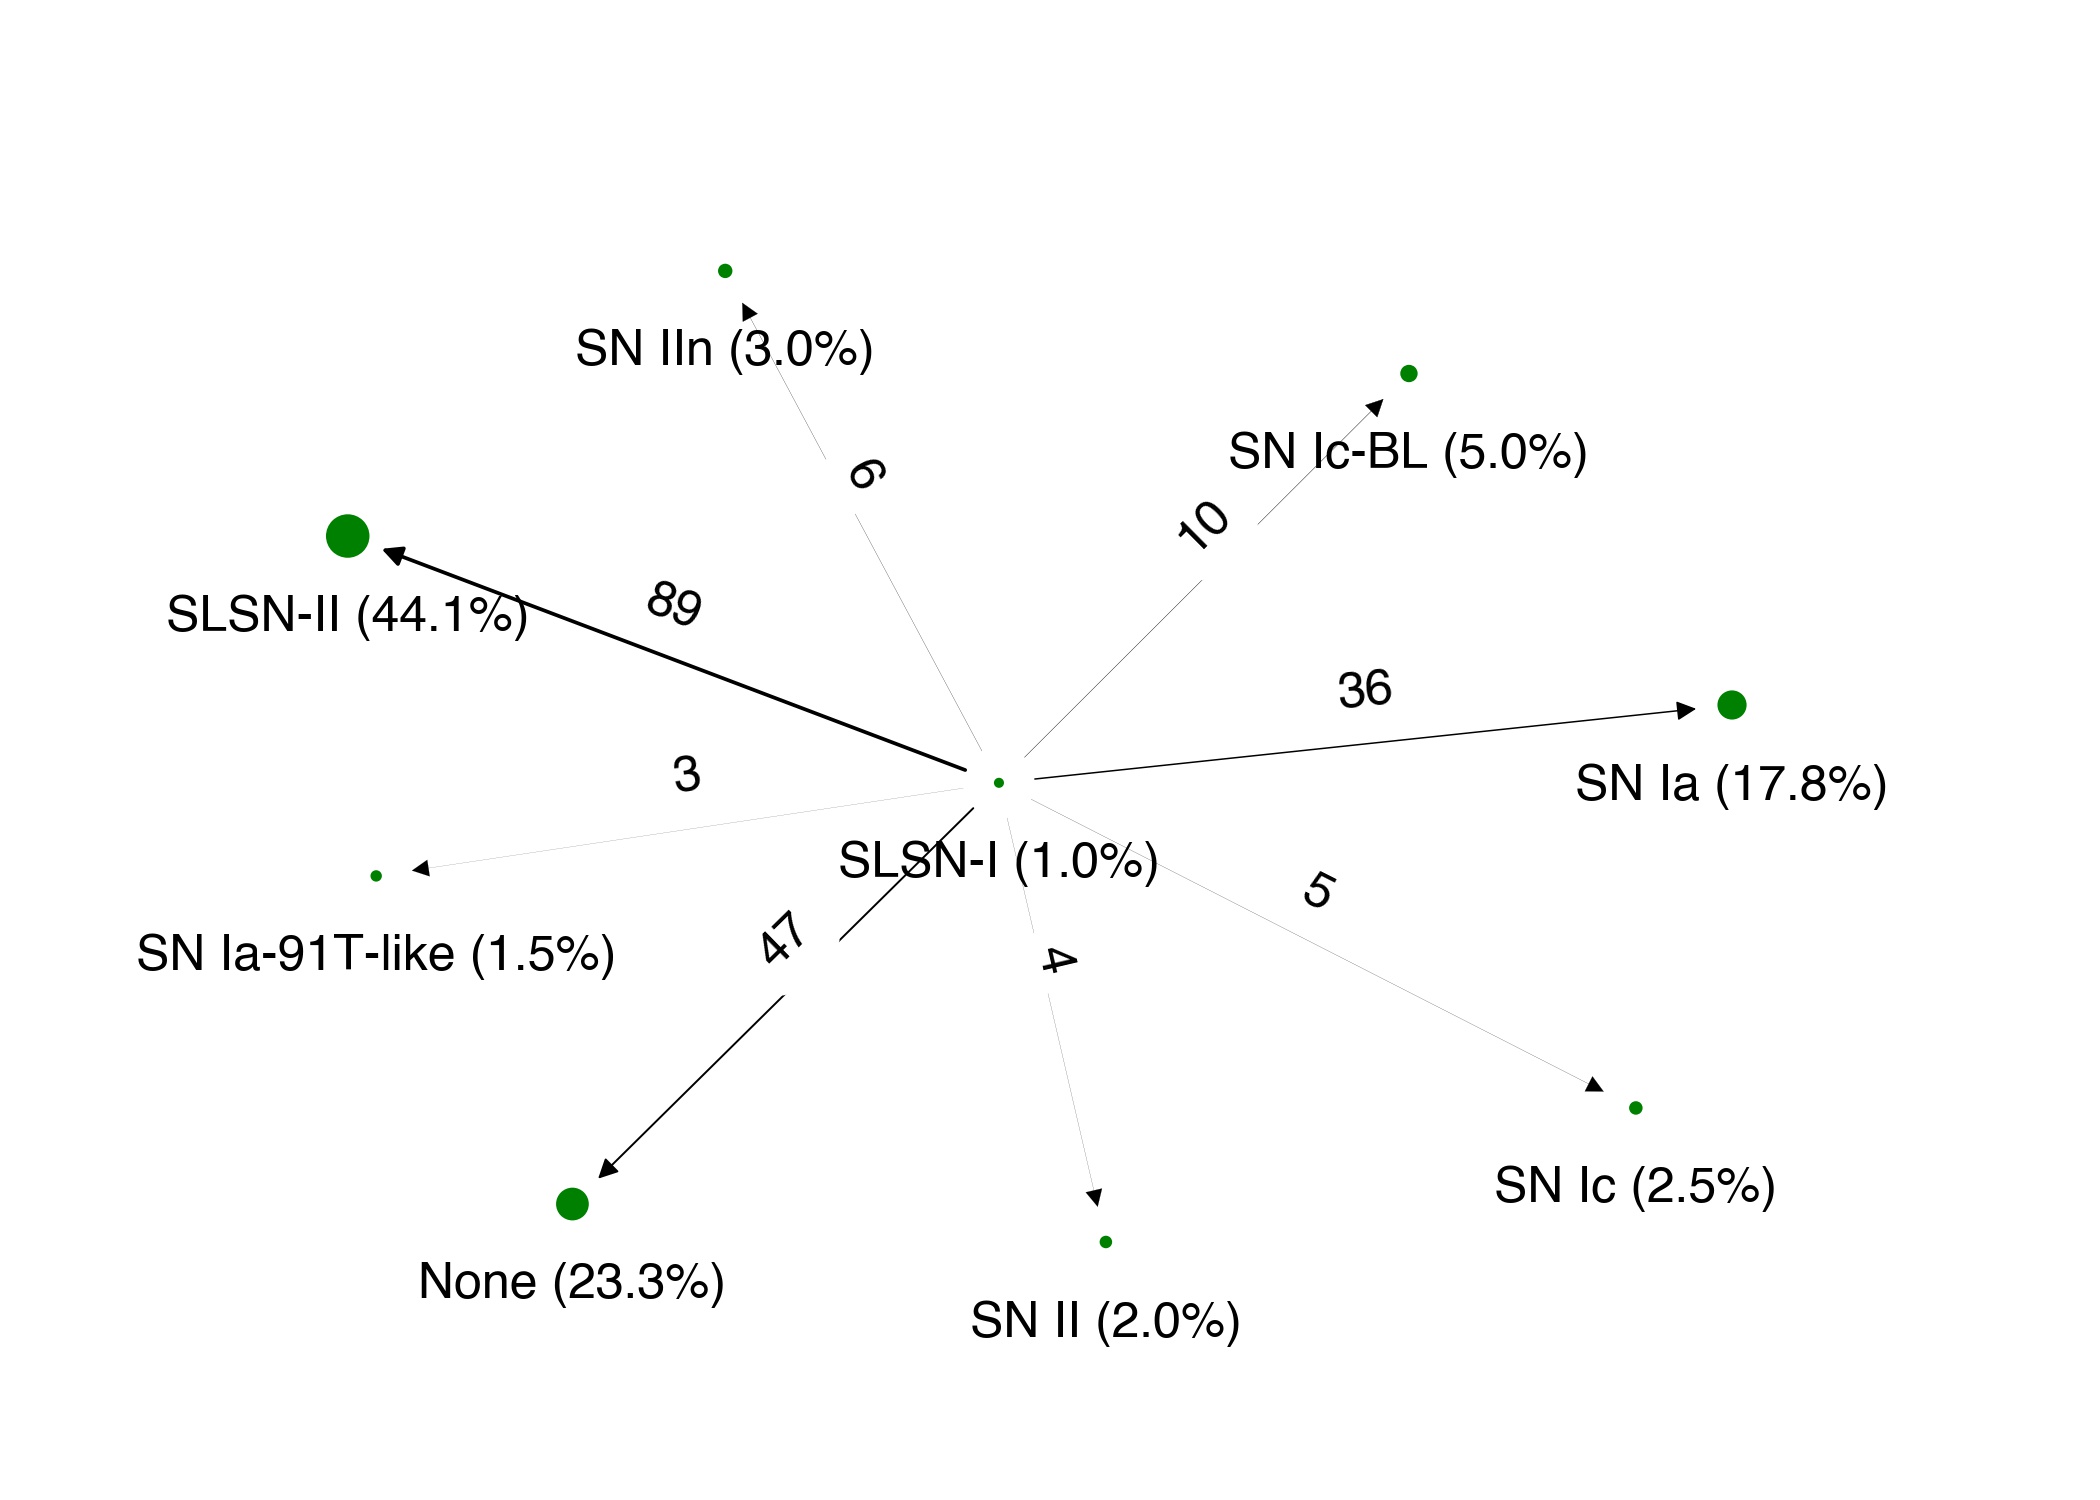 SN IIn (3.0%)
SN Ic-BL (5.0%)
6
10
SLSN-II (44.1%)
89
36
3
SN Ia (17.8%)
SLSN-I (1.0%)
5
SN Ia-91T-like (1.5%)
47
4
SN Ic (2.5%)
None (23.3%)
SN II (2.0%)